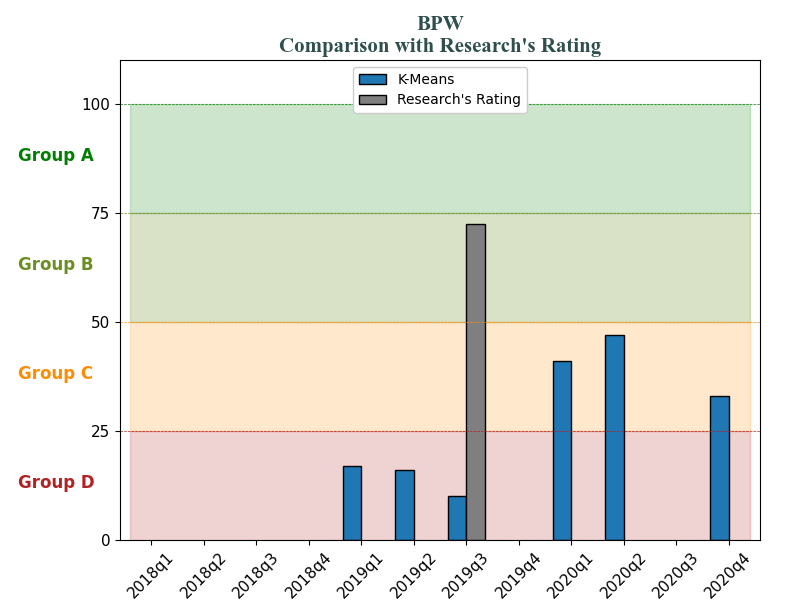 BPW
Comparison with Research's Rating
K-Means
Research's Rating
100
Group A
75
Group B
50
Group C
25
Group D
0
2018q1
2018q2
2018q3
2018q4
2019q1
2019q2
2019q3
2019q4
2020q1
2020q2
2020q3
2020q4